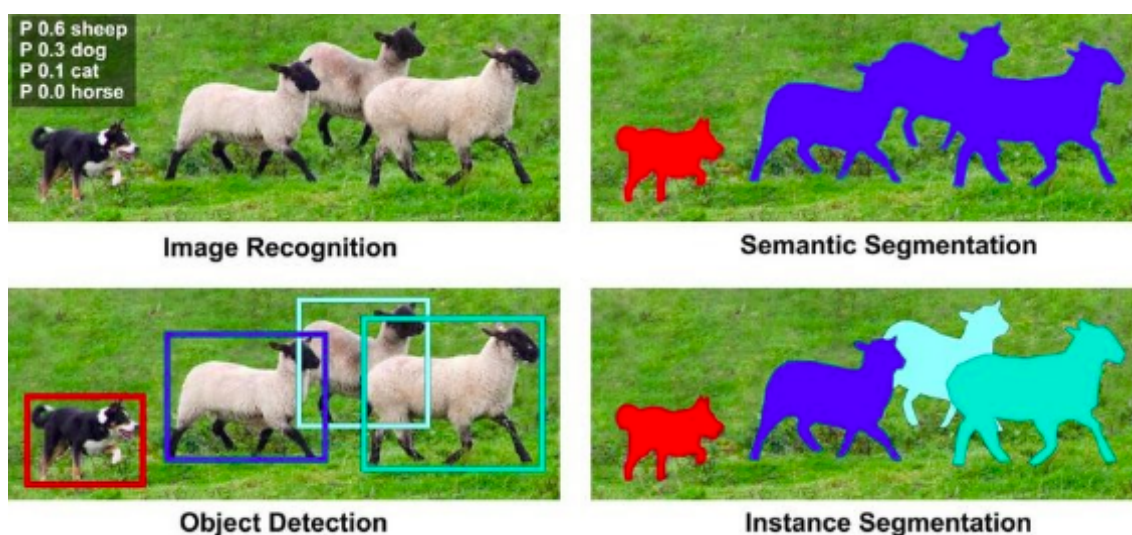 P 0.6 sheep
P 0.3 dog
P 0.1 cat
P 0.0 horse
Image Recognition
Semantic Segmentation
Object Detection
Instance Segmentation